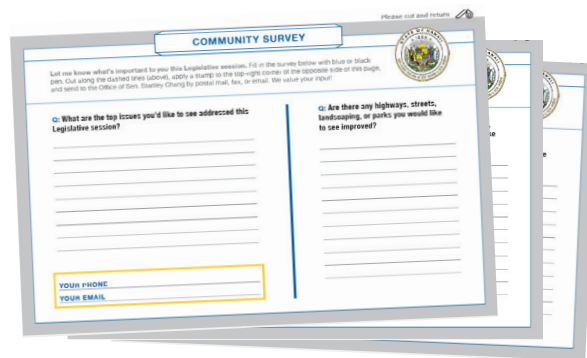 Please cut and return
COMMUNITY SURVEY
Let me know what's important to you this Legislative session. Fill in the survey below with blue or black
pen. Cut along the dashed lines (above), apply a stamp to the top-right corner of the opposite side of this page,
and send to the Office of Sen. Stanley Chang by postal mail, fax, or email. We value your input!
STATE OF HAWAII
1959
Q: What are the top issues you'd like to see addressed this
Legislative session?
Q: Are there any highways, streets,
landscaping, or parks you would like
to see improved?
YOUR PHONE
YOUR EMAIL
ke
e